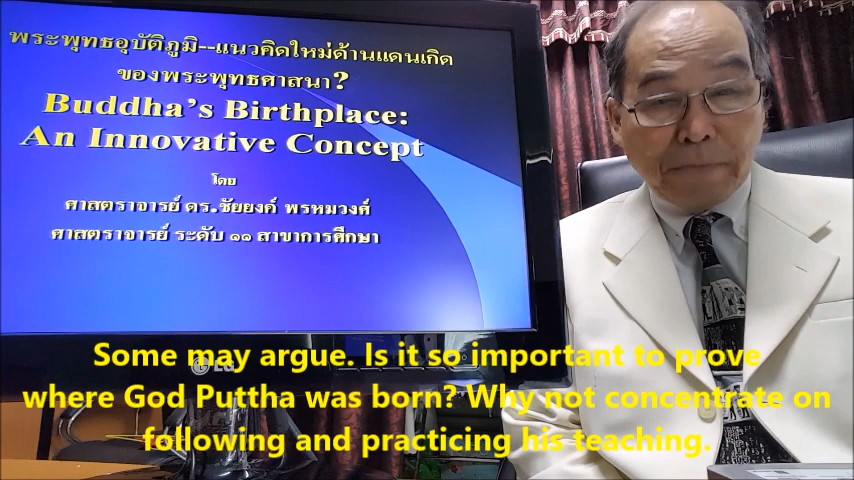 พระพุทธอุบัติภูมิ--แนวคิดใหม่ด้านแดนเกิด
ของพระพุทธศาสนา?
Buddha's Birthplace:
An Innovative Concept
โดย
ศาสตราจารย์ ดร.ชัยยงค์ พรหมวงศ์
ศาสตราจารย์ ระดับ ๑๑ สาขาการศึกษา
LG
Some may argue. Is it so important to prove
where God Puttha was born? Why not concentrate on
following and practicing his teaching.